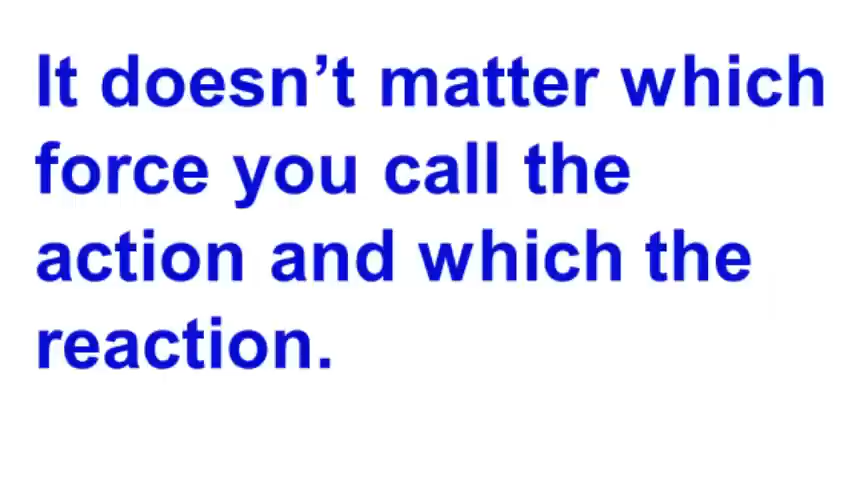 It doesn’t matter which
force you call the
action and which the
reaction.